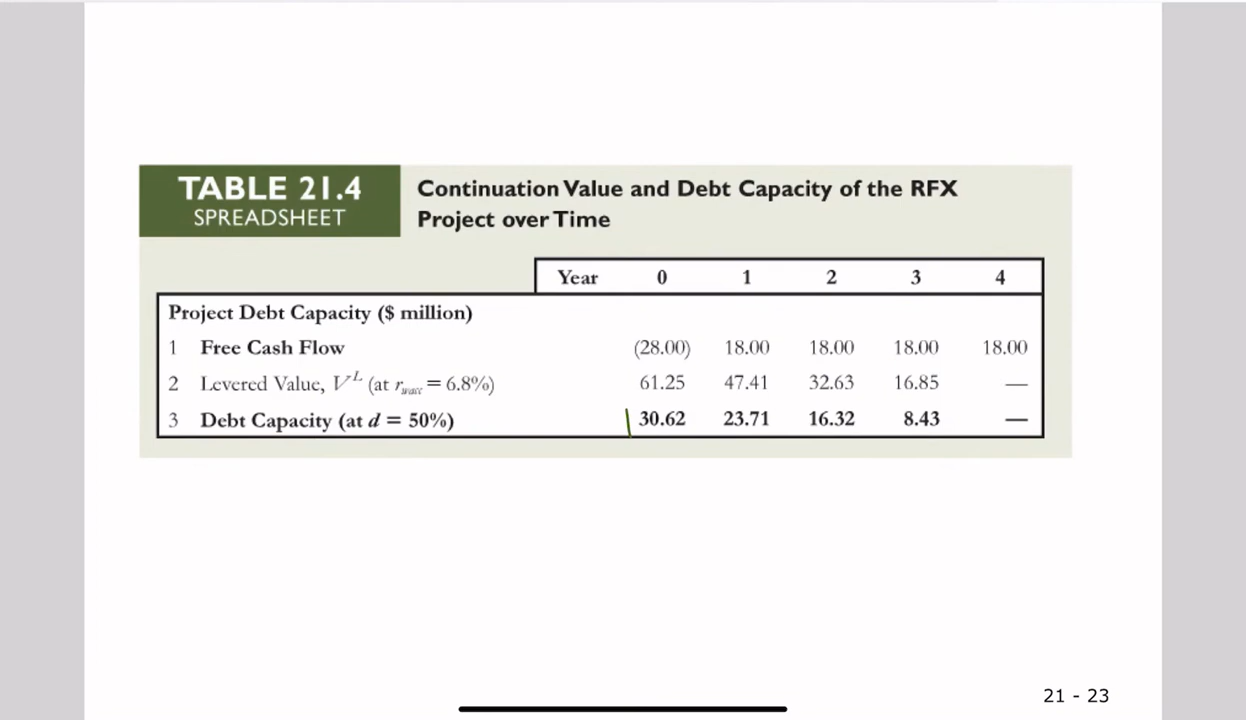 TABLE 21.4
SPREADSHEET
Continuation Value and Debt Capacity of the RFX
Project over Time
Year 0 1 2 3 4
Project Debt Capacity ($ million)
1 Free Cash Flow (28.00) 18.00 18.00 18.00 18.00
2 Levered Value, V^L (at r_wacc = 6.8%) 61.25 47.41 32.63 16.85 —
3 Debt Capacity (at d = 50%) 30.62 23.71 16.32 8.43 —
21 - 23